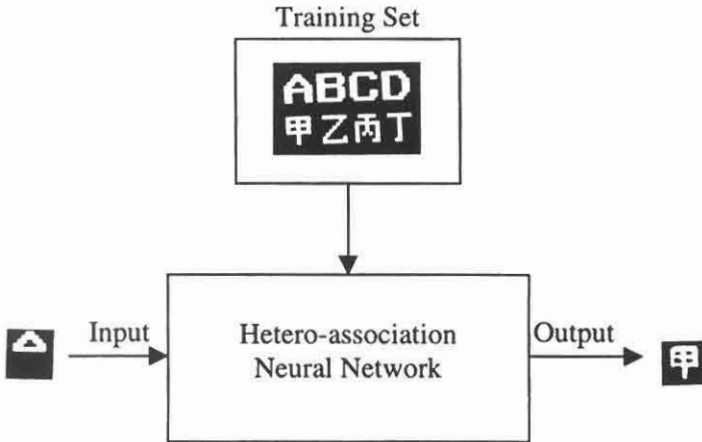 Training Set
ABCD
甲乙丙丁
Input
Hetero-association
Neural Network
Output
甲